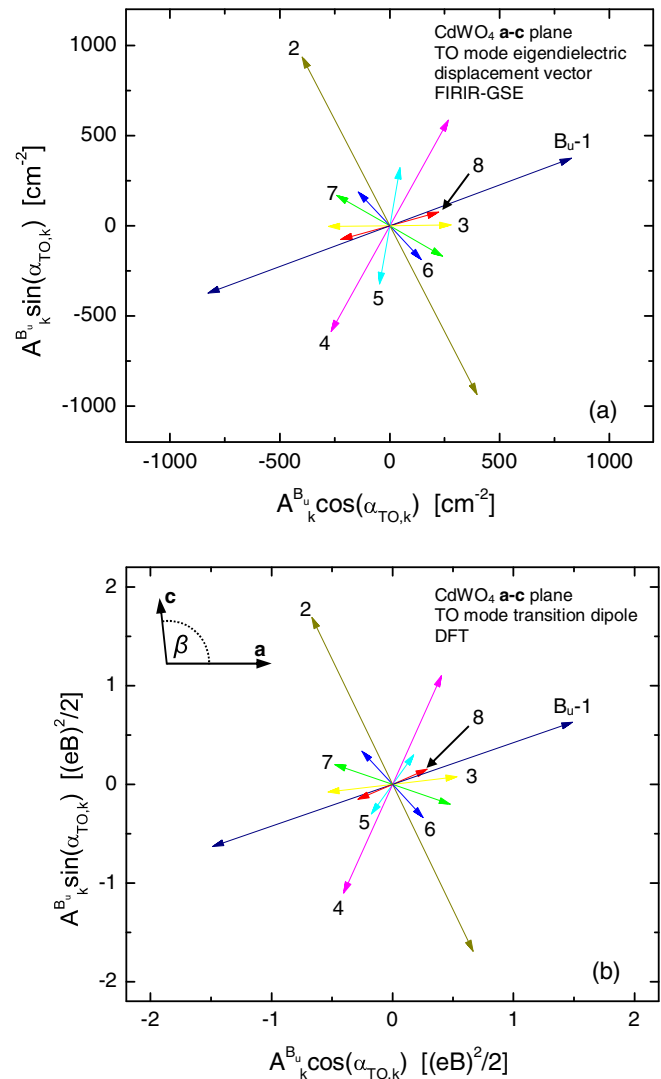 CdWO₄ a-c plane
TO mode eigendielectric
displacement vector
FIRIR-GSE
1000
500
0
-500
-1000
2
Bᵤ-1
8
7
3
6
5
4
(a)
-1000 -500 0 500 1000
A^{B_u}_k sin(α_{TO,k}) [cm⁻²]
A^{B_u}_k cos(α_{TO,k}) [cm⁻²]
CdWO₄ a-c plane
TO mode transition dipole
DFT
c
β
a
2
1
0
-1
-2
2
Bᵤ-1
8
7
3
5
6
4
(b)
-2 -1 0 1 2
A^{B_u}_k sin(α_{TO,k}) [(eB)²/2]
A^{B_u}_k cos(α_{TO,k}) [(eB)²/2]